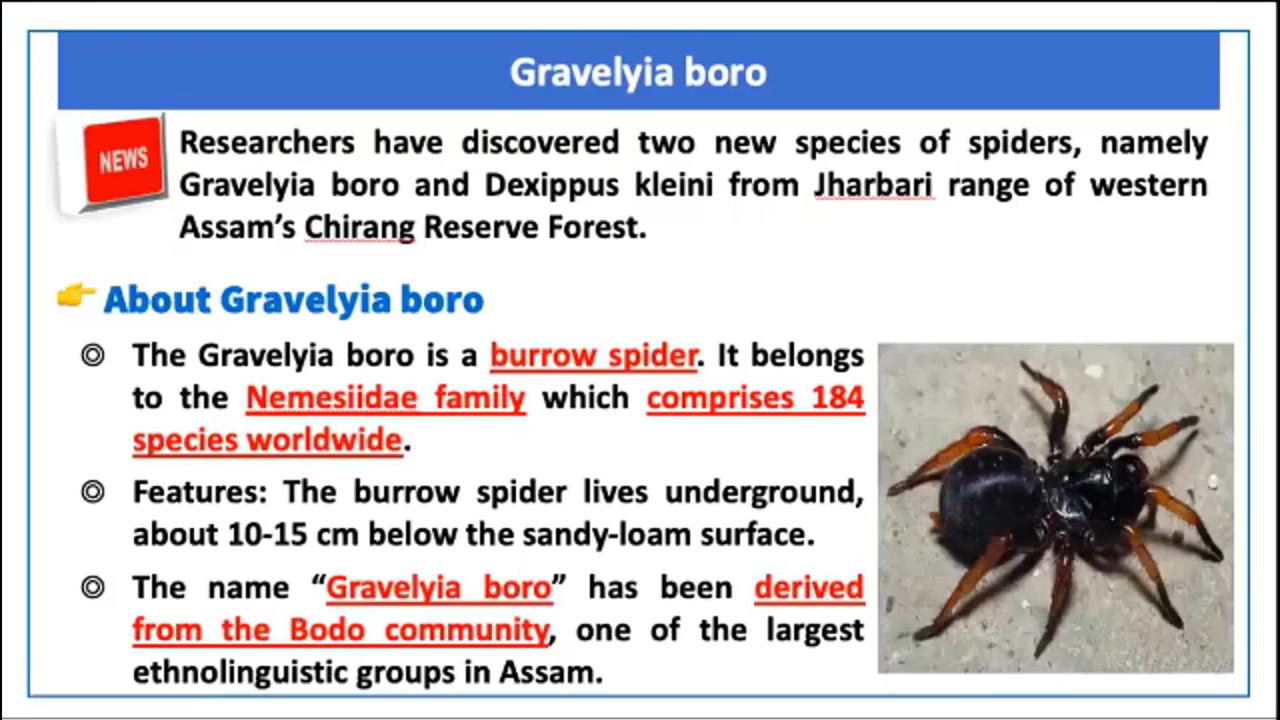 Gravelyia boro
NEWS
Researchers have discovered two new species of spiders, namely
Gravelyia boro and Dexippus kleini from Jharbari range of western
Assam's Chirang Reserve Forest.
About Gravelyia boro
The Gravelyia boro is a burrow spider. It belongs
to the Nemesiidae family which comprises 184
species worldwide.
Features: The burrow spider lives underground,
about 10-15 cm below the sandy-loam surface.
The name “Gravelyia boro” has been derived
from the Bodo community, one of the largest
ethnolinguistic groups in Assam.